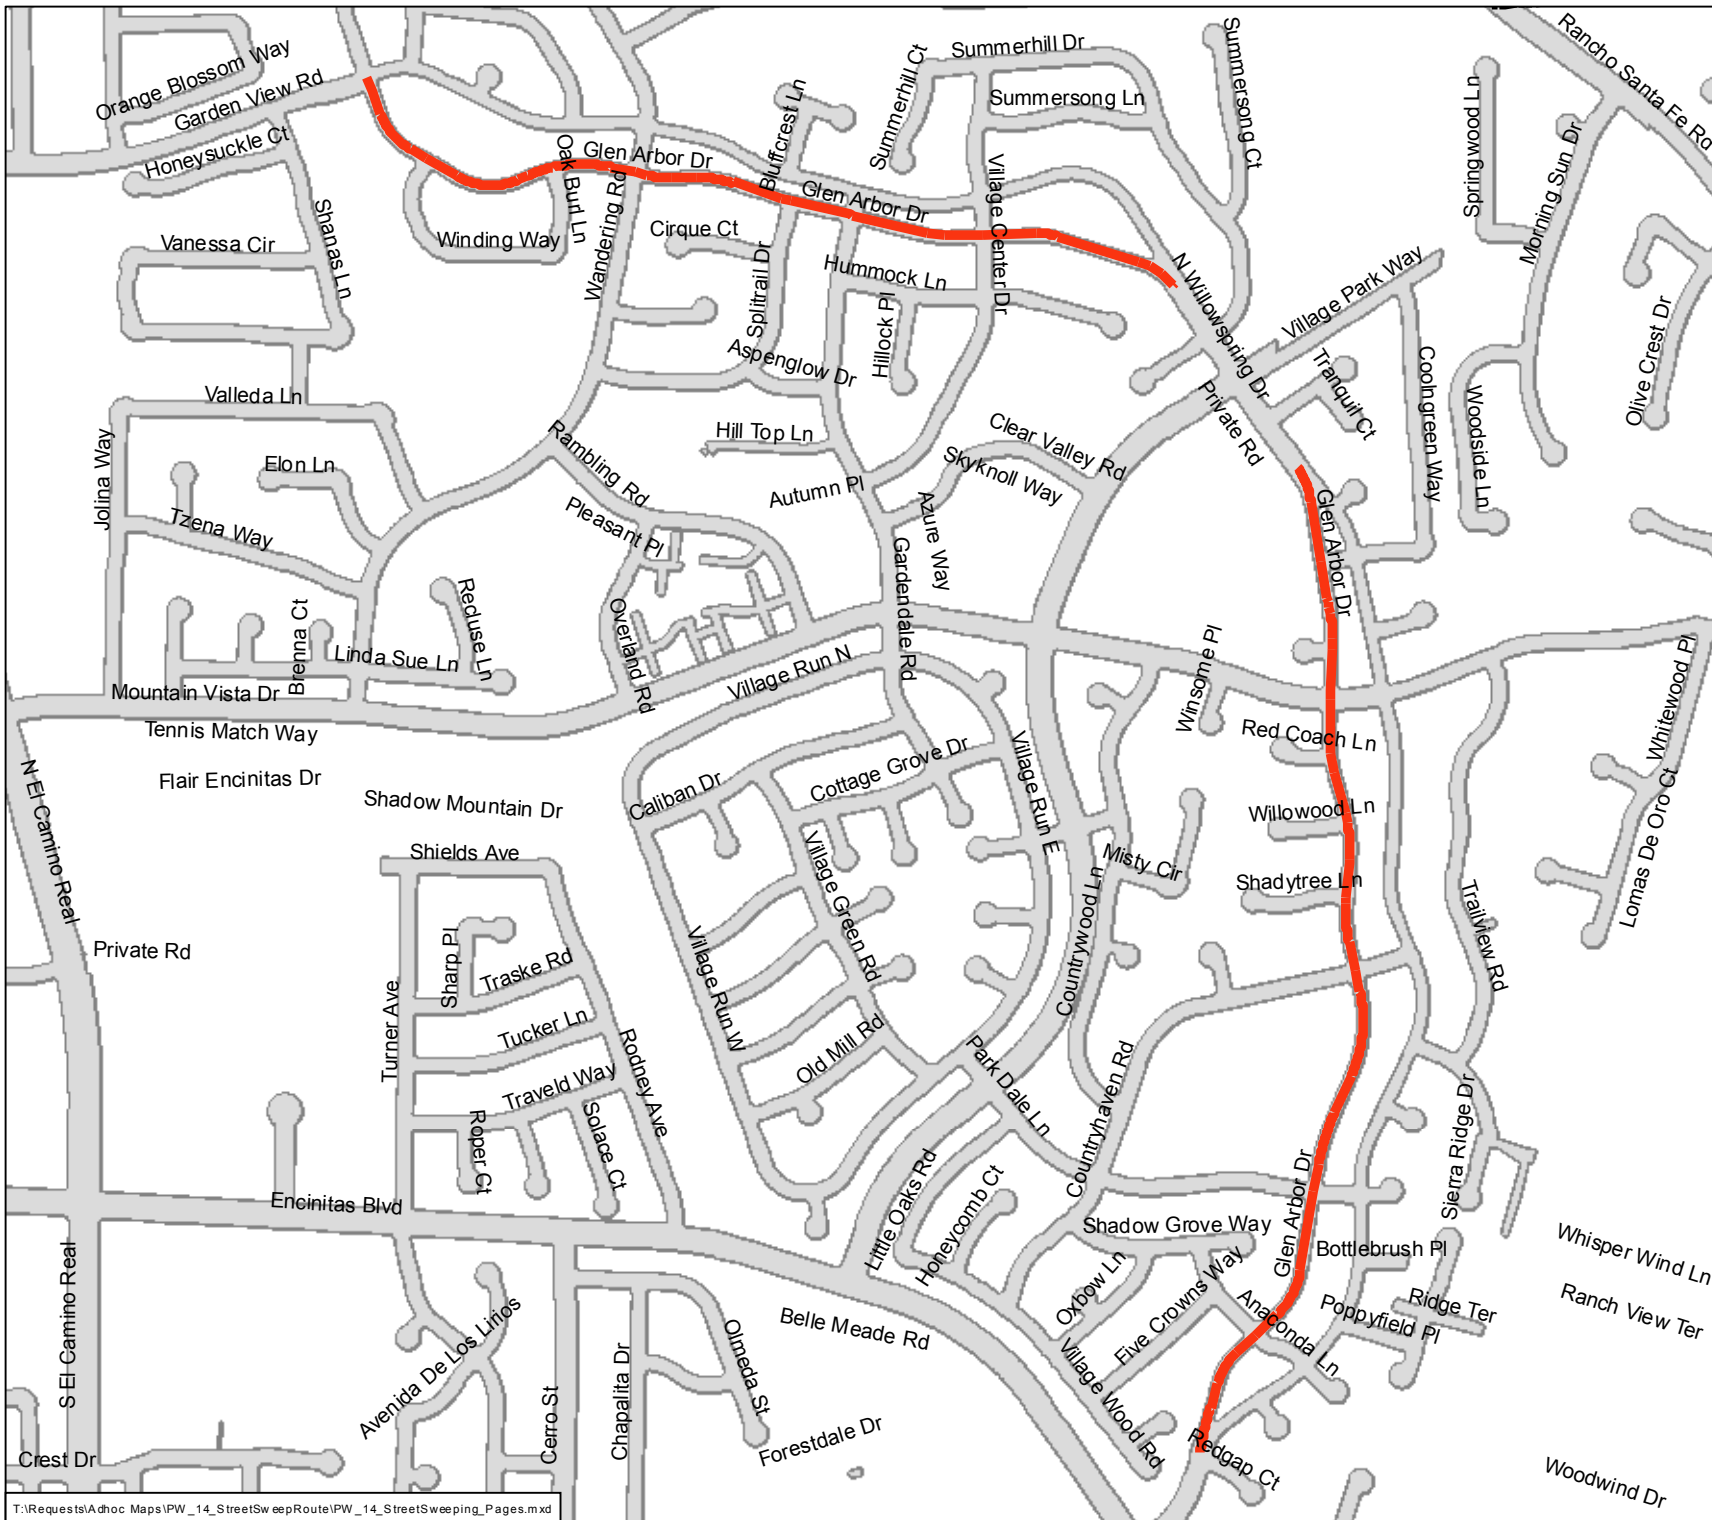 Rancho Santa Fe Rd
Summerhill Dr
Summerhill Ct
Summersong Ct
Orange Blossom Way
Garden View Rd
Summersong Ln
Springwood Ln
Bluffcrest Ln
Honeysuckle Ct
Oak Burl Ln
Glen Arbor Dr
Morning Sun Dr
Village Center Dr
Glen Arbor Dr
Shanas Ln
Wandering Rd
Cirque Ct
Vanessa Cir
Winding Way
Splitrail Dr
Hummock Ln
N Willowspring Dr
Village Park Way
Hillock Pl
Olive Crest Dr
Aspenglow Dr
Tranquil Ct
Coolngreen Way
Woodside Ln
Valleda Ln
Private Rd
Jolina Way
Hill Top Ln
Clear Valley Rd
Rambling Rd
Elon Ln
Skyknoll Way
Autumn Pl
Tzena Way
Pleasant Pl
Azure Way
Glen Arbor Dr
Gardendale Rd
Recluse Ln
Brenna Ct
Overland Rd
Winsome Pl
Linda Sue Ln
Whitewood Pl
Village Run N
Mountain Vista Dr
Tennis Match Way
Red Coach Ln
N El Camino Real
Flair Encinitas Dr
Cottage Grove Dr
Village Run E
Caliban Dr
Shadow Mountain Dr
Willowood Ln
Lomas De Oro Ct
Shields Ave
Village Green Rd
Misty Cir
Shadytree Ln
Countrywood Ln
Trailview Rd
Private Rd
Sharp Pl
Traske Rd
Village Run W
Turner Ave
Tucker Ln
Rodney Ave
Old Mill Rd
Park Dale Ln
Countryhaven Rd
Traveld Way
Sierra Ridge Dr
Roper Ct
Solace Ct
Little Oaks Rd
Honeycomb Ct
Glen Arbor Dr
Encinitas Blvd
Shadow Grove Way
Bottlebrush Pl
Whisper Wind Ln
S El Camino Real
Oxbow Ln
Five Crowns Way
Anaconda Ln
Poppyfield Pl
Ridge Ter
Ranch View Ter
Belle Meade Rd
Avenida De Los Lirios
Olmeda St
Chapalita Dr
Cerro St
Village Wood Rd
Forestdale Dr
Redgap Ct
Crest Dr
Woodwind Dr
T:\Requests\Adhoc Maps\PW_14_StreetSweepRoute\PW_14_StreetSweeping_Pages.mxd